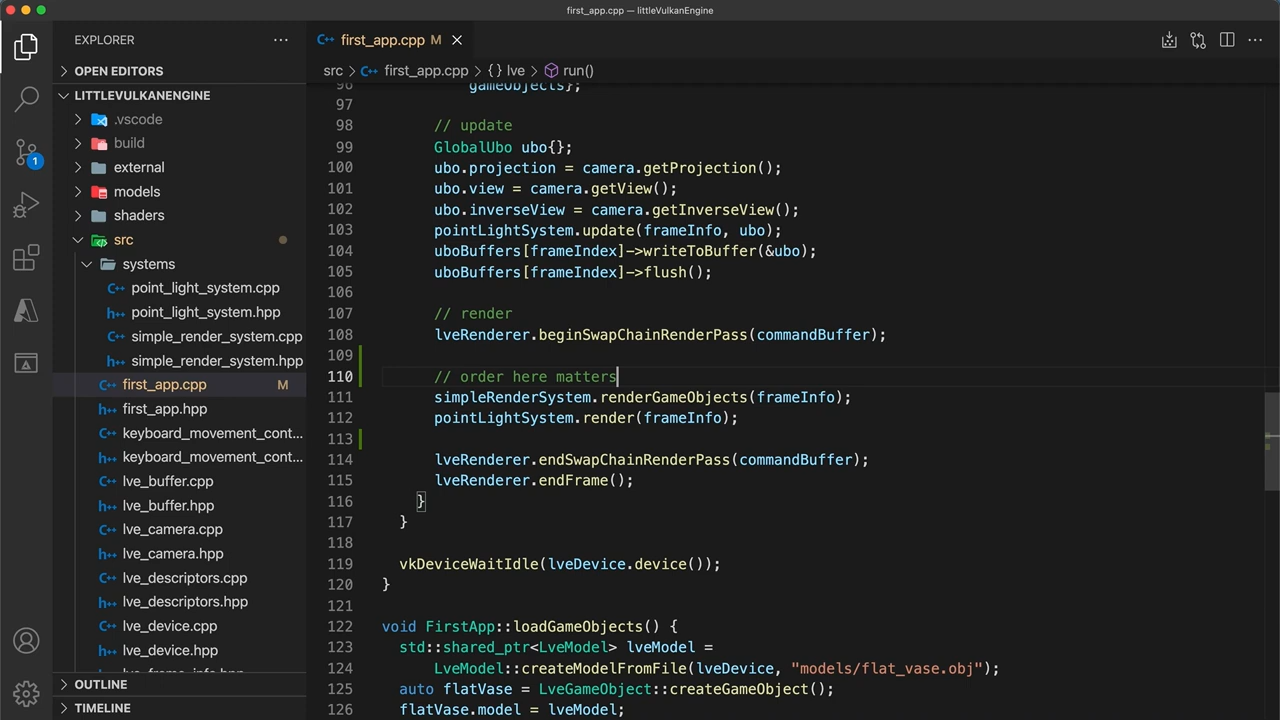 first_app.cpp — littleVulkanEngine
EXPLORER
first_app.cpp M
src > first_app.cpp > {} lve > run()
OPEN EDITORS
LITTLEVULKANENGINE
.vscode
build
external
models
shaders
src
systems
point_light_system.cpp
point_light_system.hpp
simple_render_system.cpp
simple_render_system.hpp
first_app.cpp M
first_app.hpp
keyboard_movement_cont...
keyboard_movement_cont...
lve_buffer.cpp
lve_buffer.hpp
lve_camera.cpp
lve_camera.hpp
lve_descriptors.cpp
lve_descriptors.hpp
lve_device.cpp
lve_device.hpp
lve_frame_info.hpp
OUTLINE
TIMELINE
1
96 gameObjects};
97
98 // update
99 GlobalUbo ubo{};
100 ubo.projection = camera.getProjection();
101 ubo.view = camera.getView();
102 ubo.inverseView = camera.getInverseView();
103 pointLightSystem.update(frameInfo, ubo);
104 uboBuffers[frameIndex]->writeToBuffer(&ubo);
105 uboBuffers[frameIndex]->flush();
106
107 // render
108 lveRenderer.beginSwapChainRenderPass(commandBuffer);
109
110 // order here matters
111 simpleRenderSystem.renderGameObjects(frameInfo);
112 pointLightSystem.render(frameInfo);
113
114 lveRenderer.endSwapChainRenderPass(commandBuffer);
115 lveRenderer.endFrame();
116 }
117 }
118
119 vkDeviceWaitIdle(lveDevice.device());
120 }
121
122 void FirstApp::loadGameObjects() {
123 std::shared_ptr<LveModel> lveModel =
124 LveModel::createModelFromFile(lveDevice, "models/flat_vase.obj");
125 auto flatVase = LveGameObject::createGameObject();
126 flatVase.model = lveModel;